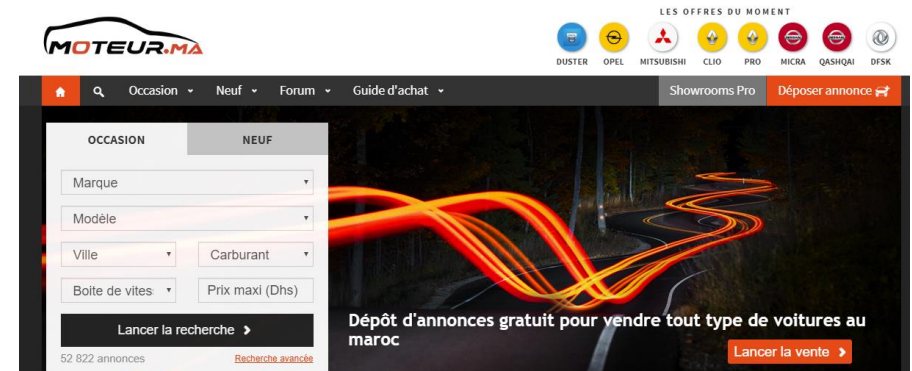 LES OFFRES DU MOMENT
MOTEUR.MA
DUSTER OPEL MITSUBISHI CLIO PRO MICRA QASHQAI DFSK
Occasion Neuf Forum Guide d'achat Showrooms Pro Déposer annonce
OCCASION NEUF
Marque
Modèle
Ville Carburant
Boite de vites Prix maxi (Dhs)
Lancer la recherche
52 822 annonces Recherche avancée
Dépôt d'annonces gratuit pour vendre tout type de voitures au
maroc
Lancer la vente